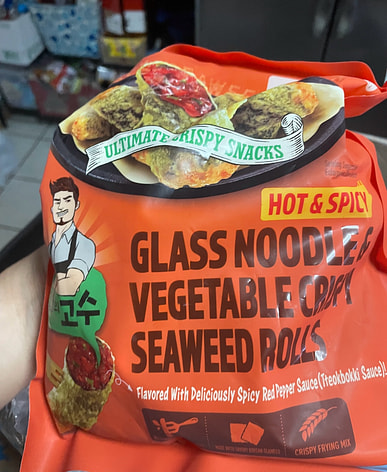 ULTIMATE CRISPY SNACKS
HOT & SPICY
GLASS NOODLE &
VEGETABLE CRISPY
SEAWEED ROLLS
고수
Flavored With Deliciously Spicy Red Pepper Sauce (Tteokbokki Sauce)!
CRISPY FRYING MIX